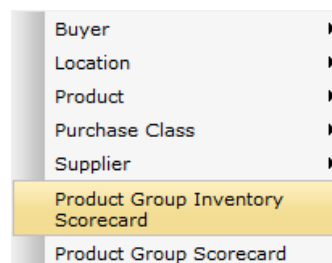 Buyer
Location
Product
Purchase Class
Supplier
Product Group Inventory
Scorecard
Product Group Scorecard